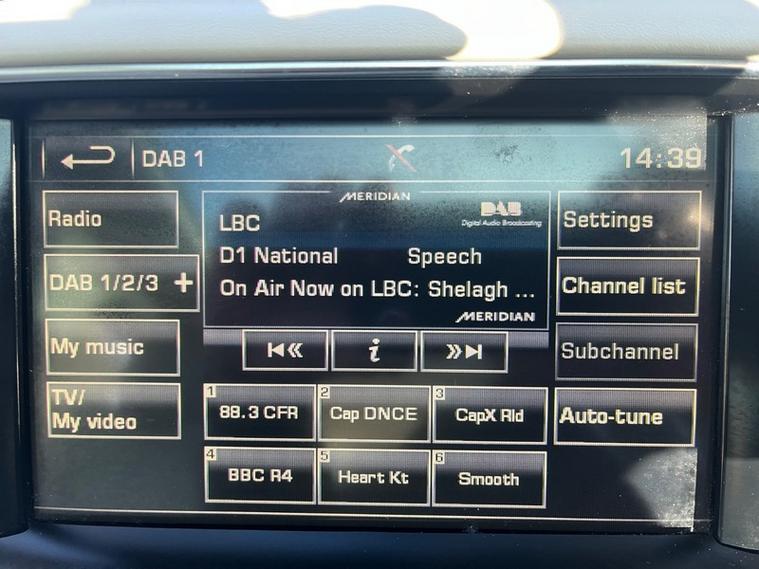 DAB 1
14:39
Radio
DAB 1/2/3 +
My music
TV/
My video
MERIDIAN
LBC
DAB
Digital Audio Broadcasting
D1 National Speech
On Air Now on LBC: Shelagh ...
MERIDIAN
i
Settings
Channel list
Subchannel
Auto-tune
1 88.3 CFR
2 Cap DNCE
3 CapX Rld
4 BBC R4
5 Heart Kt
6 Smooth